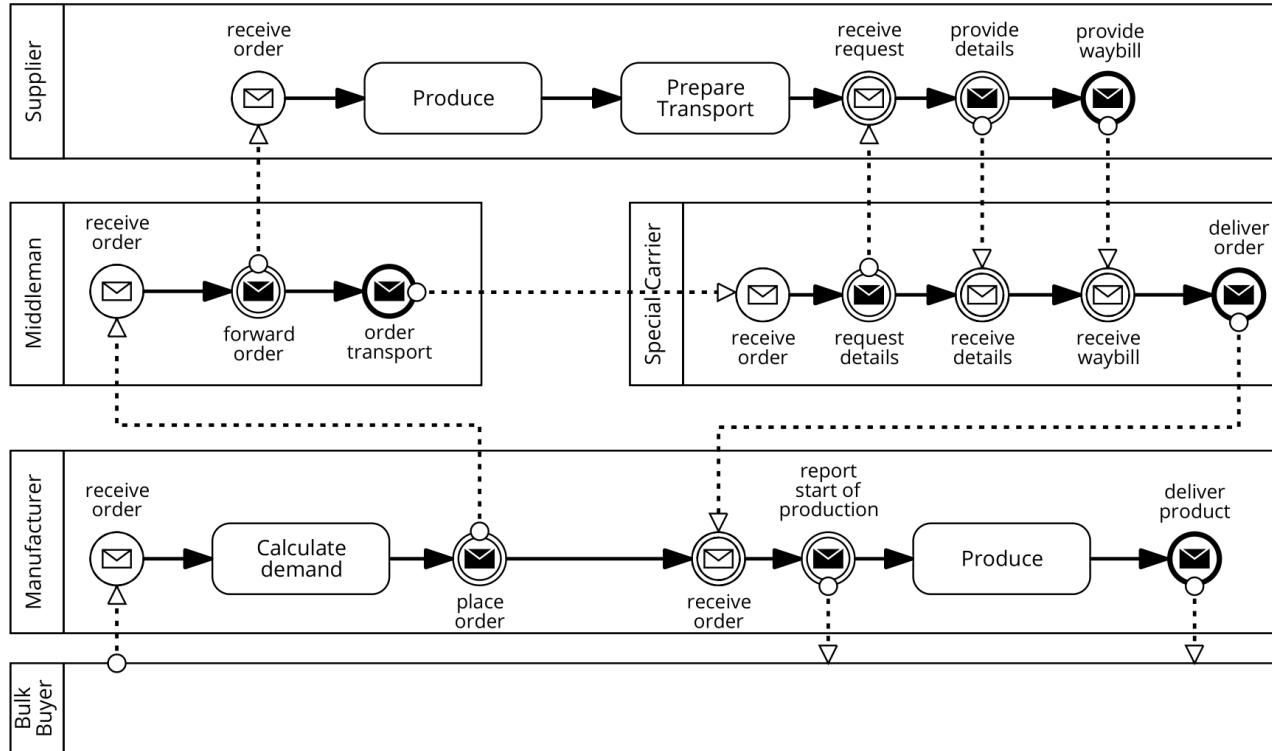 Supplier
receive
order
Produce
Prepare
Transport
receive
request
provide
details
provide
waybill
Middleman
receive
order
forward
order
order
transport
Special Carrier
receive
order
request
details
receive
details
receive
waybill
deliver
order
Manufacturer
receive
order
Calculate
demand
place
order
receive
order
report
start of
production
Produce
deliver
product
Bulk
Buyer